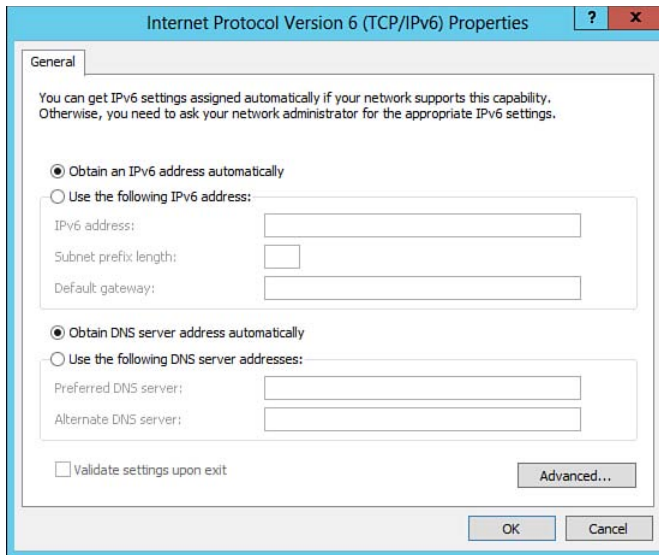 Internet Protocol Version 6 (TCP/IPv6) Properties
? x
General
You can get IPv6 settings assigned automatically if your network supports this capability.
Otherwise, you need to ask your network administrator for the appropriate IPv6 settings.
Obtain an IPv6 address automatically
Use the following IPv6 address:
IPv6 address:
Subnet prefix length:
Default gateway:
Obtain DNS server address automatically
Use the following DNS server addresses:
Preferred DNS server:
Alternate DNS server:
Validate settings upon exit
Advanced...
OK
Cancel